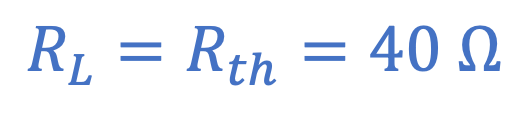 R_L = R_th = 40 Ω